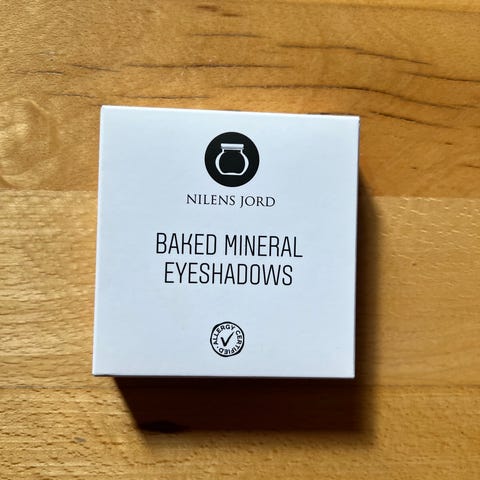 NILENS JORD
BAKED MINERAL
EYESHADOWS
ALLERGY CERTIFIED